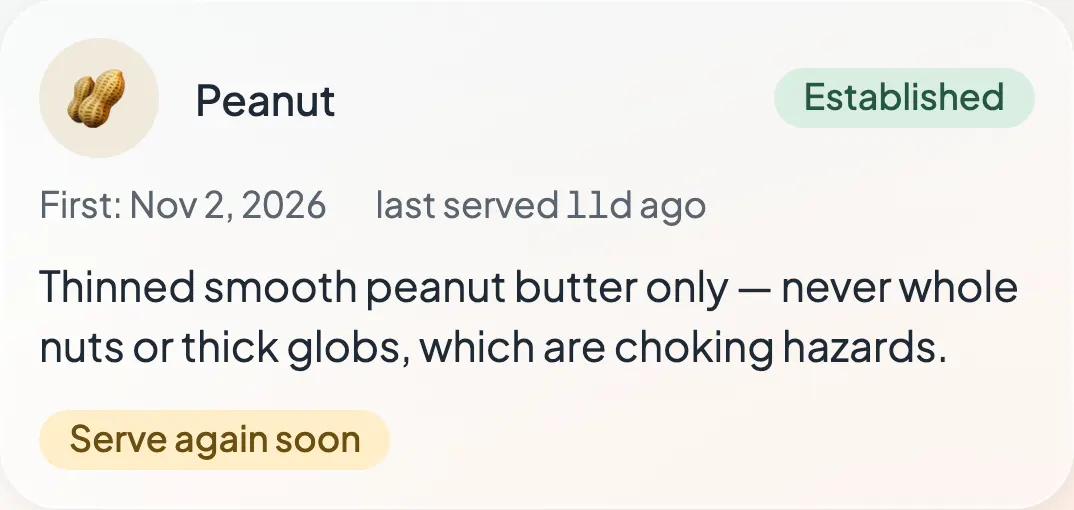 Peanut
Established
First: Nov 2, 2026 last served 11d ago
Thinned smooth peanut butter only — never whole
nuts or thick globs, which are choking hazards.
Serve again soon